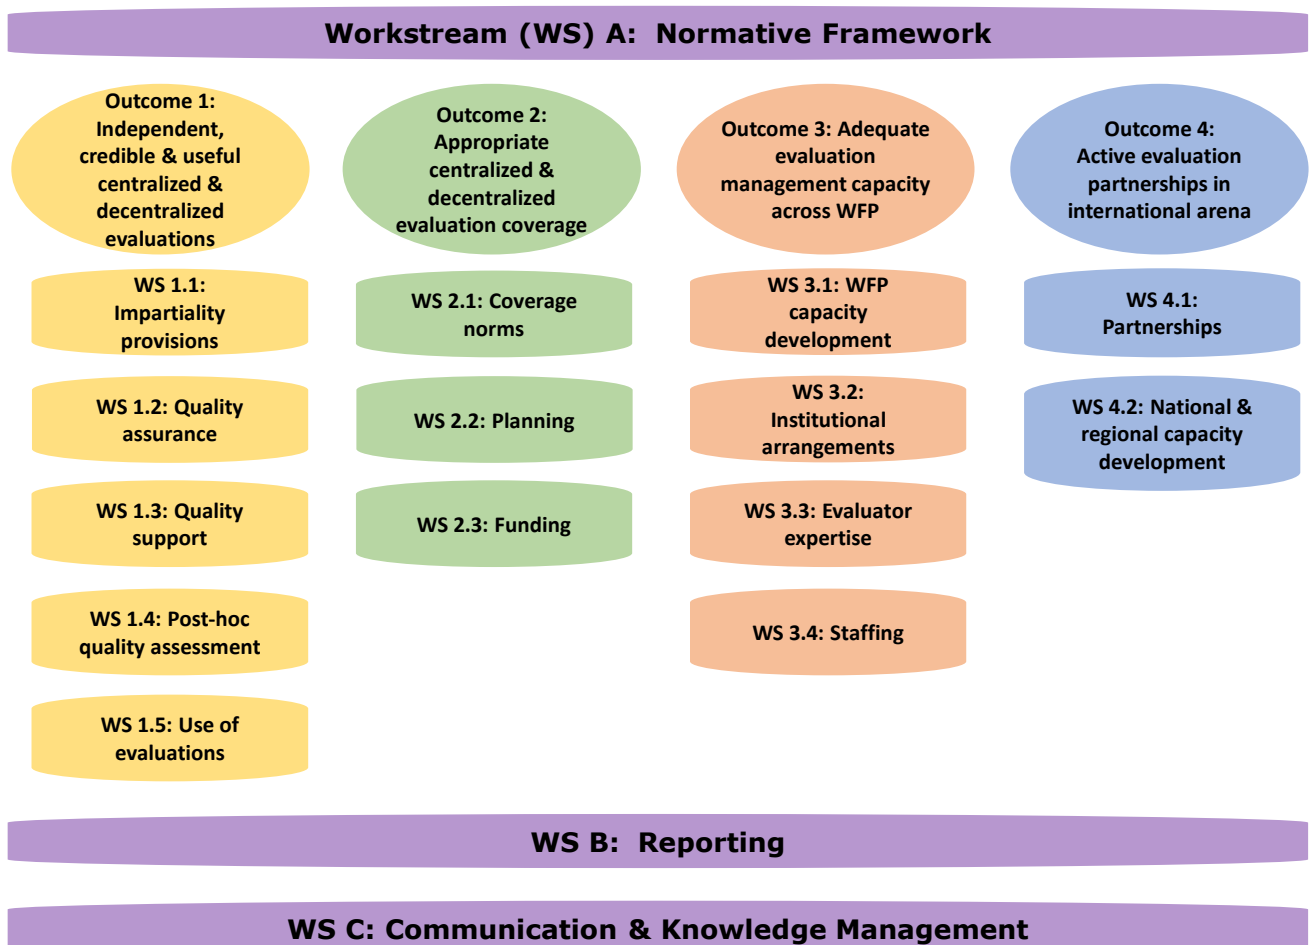 Workstream (WS) A:  Normative Framework
Outcome 1:
Independent,
credible & useful
centralized &
decentralized
evaluations
WS 1.1:
Impartiality
provisions
WS 1.2: Quality
assurance
WS 1.3: Quality
support
WS 1.4: Post-hoc
quality assessment
WS 1.5: Use of
evaluations
Outcome 2:
Appropriate
centralized &
decentralized
evaluation coverage
WS 2.1: Coverage
norms
WS 2.2: Planning
WS 2.3: Funding
Outcome 3: Adequate
evaluation
management capacity
across WFP
WS 3.1: WFP
capacity
development
WS 3.2:
Institutional
arrangements
WS 3.3: Evaluator
expertise
WS 3.4: Staffing
Outcome 4:
Active evaluation
partnerships in
international arena
WS 4.1:
Partnerships
WS 4.2: National &
regional capacity
development
WS B:  Reporting
WS C: Communication & Knowledge Management